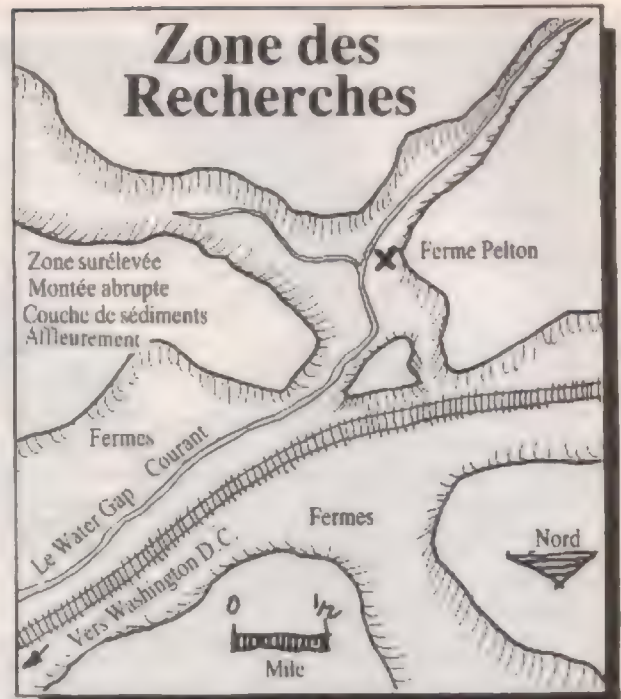 Zone des
Recherches
Ferme Pelton
Zone surélevée
Montée abrupte
Couche de sédiments
Affleurement
Fermes
Le Water Gap Courant
Fermes
Nord
Vers Washington D.C
0 1/2
Mile